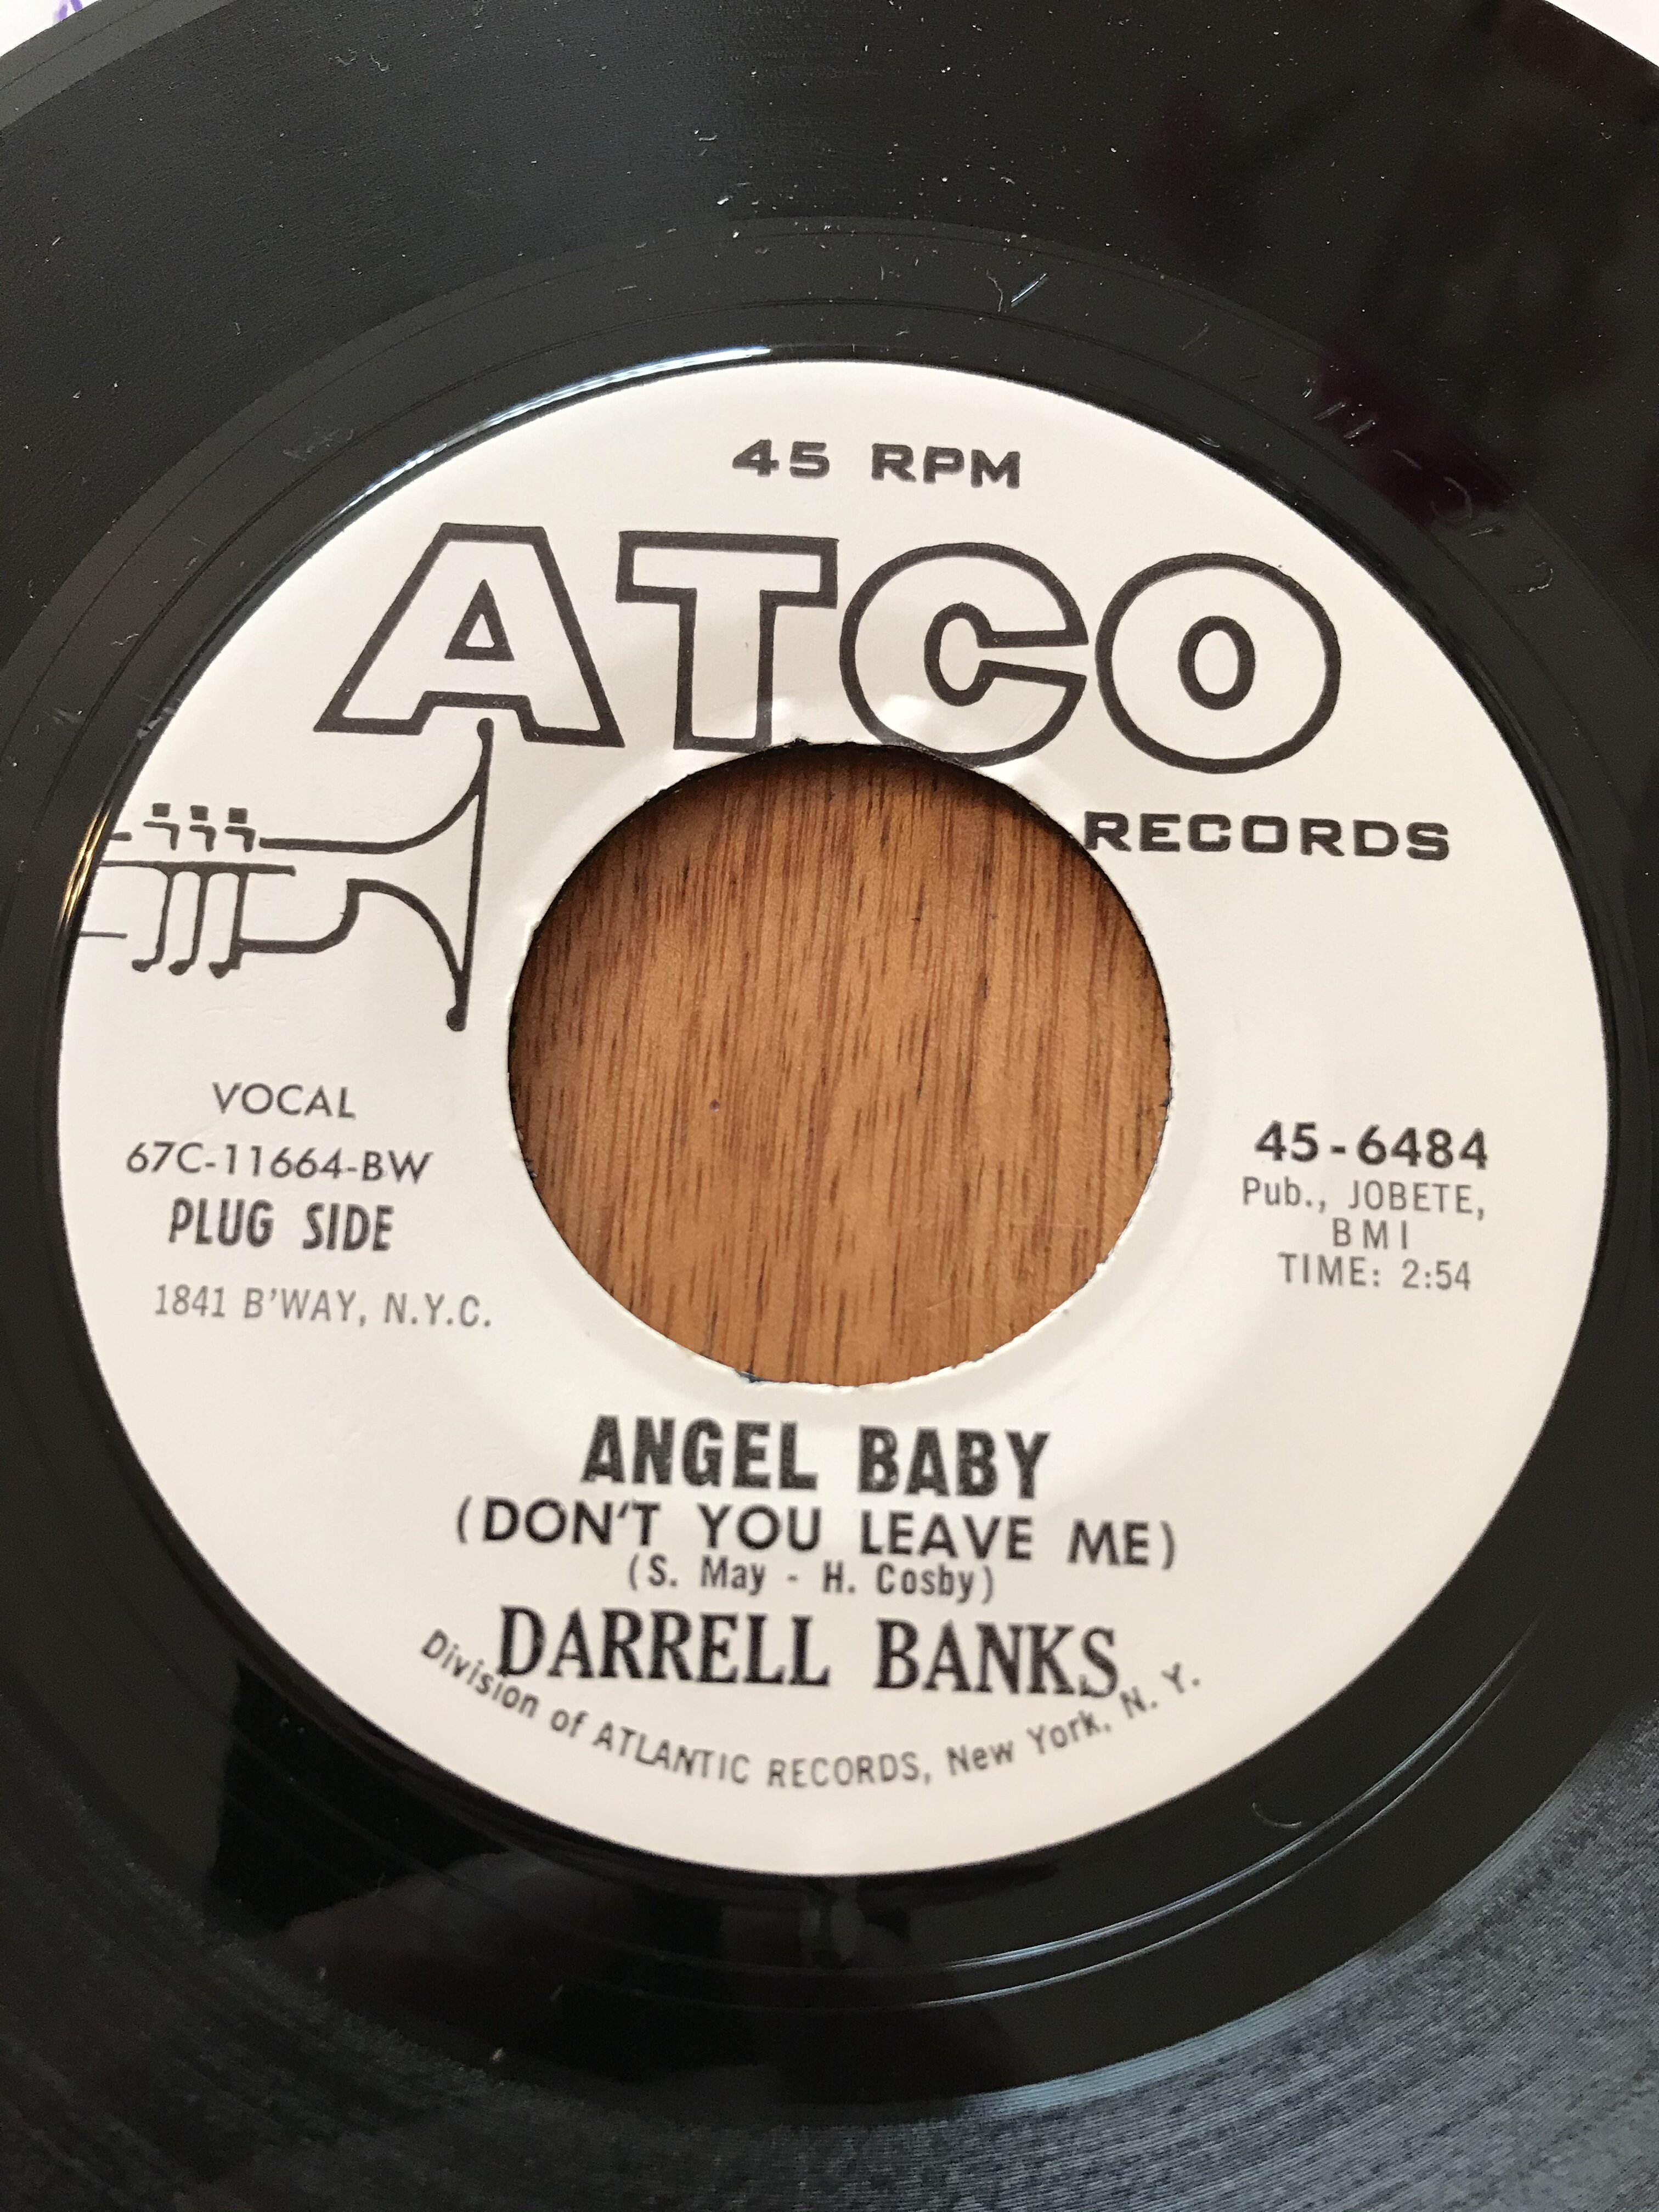 45 RPM
ATCO
RECORDS
VOCAL
67C-11664-BW
PLUG SIDE
1841 B'WAY, N.Y.C.
45-6484
Pub., JOBETE,
BMI
TIME: 2:54
ANGEL BABY
(DON'T YOU LEAVE ME)
(S. May - H. Cosby)
DARRELL BANKS
Division of ATLANTIC RECORDS, New York, N. Y.